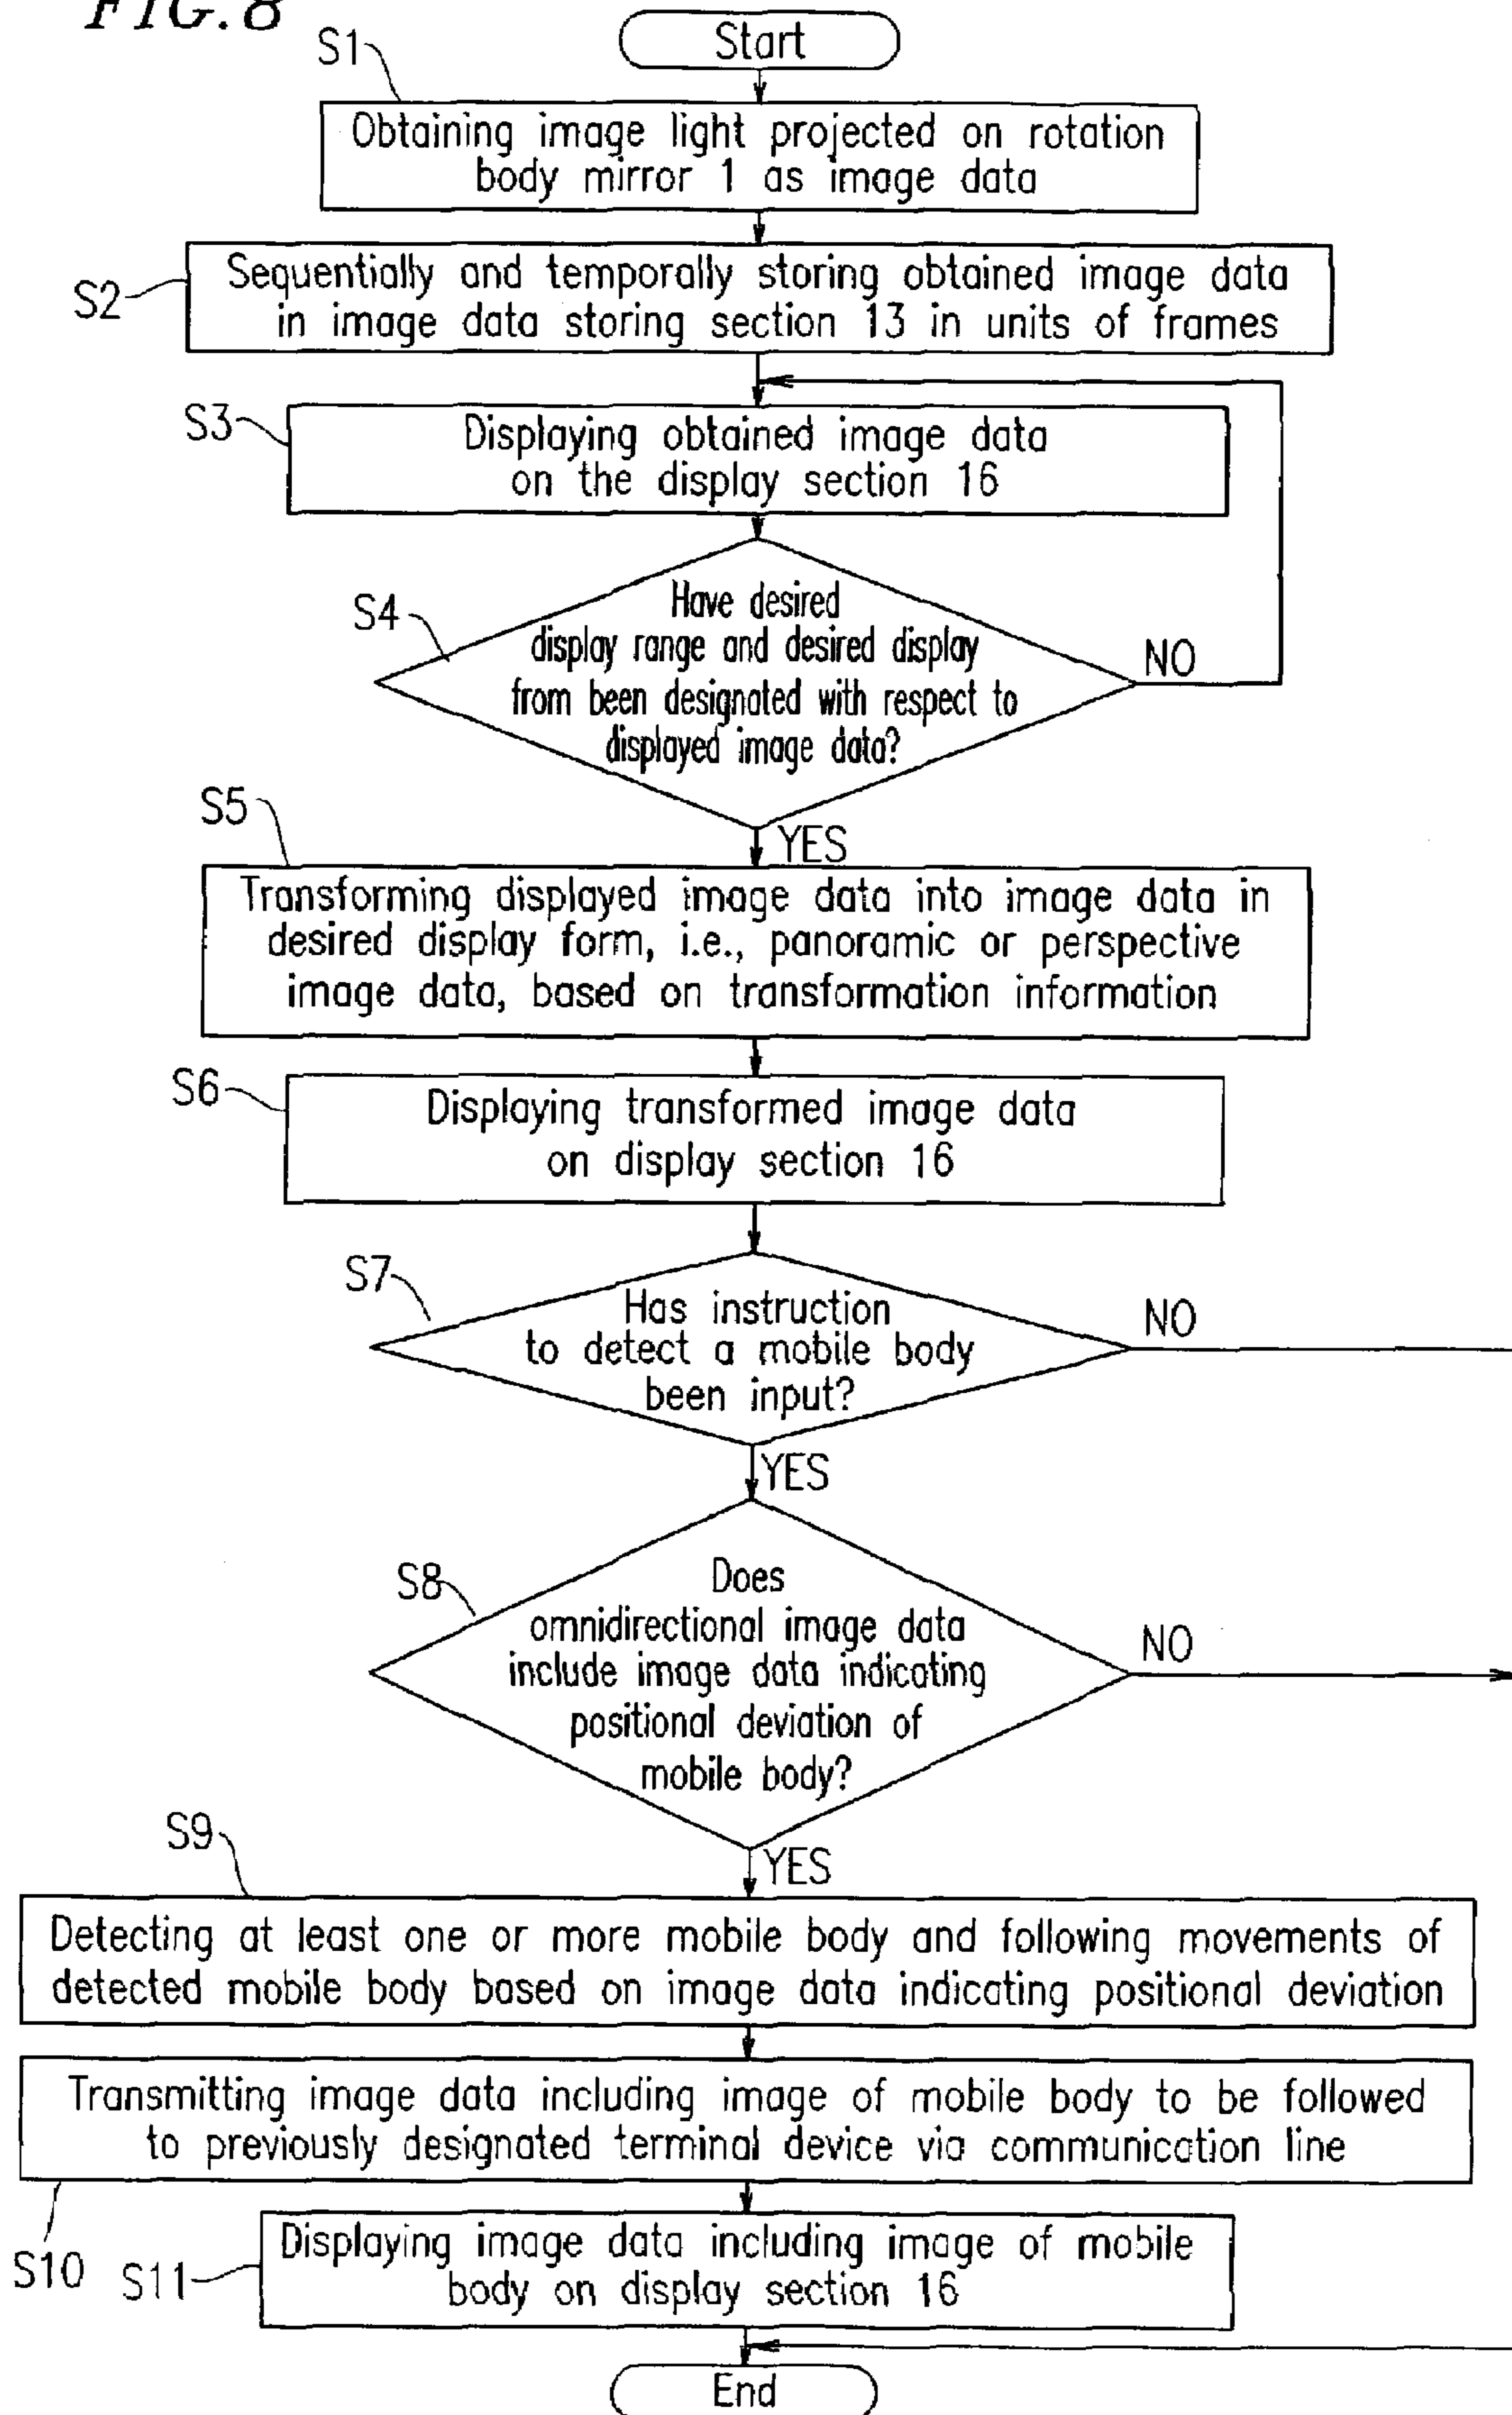 FIG. 8
Start
S1
Obtaining image light projected on rotation
body mirror 1 as image data
S2
Sequentially and temporally storing obtained image data
in image data storing section 13 in units of frames
S3
Displaying obtained image data
on the display section 16
S4
Have desired
display range and desired display
from been designated with respect to
displayed image data?
NO
YES
S5
Transforming displayed image data into image data in
desired display form, i.e., panoramic or perspective
image data, based on transformation information
S6
Displaying transformed image data
on display section 16
S7
Has instruction
to detect a mobile body
been input?
NO
YES
S8
Does
omnidirectional image data
include image data indicating
positional deviation of
mobile body?
NO
YES
S9
Detecting at least one or more mobile body and following movements of
detected mobile body based on image data indicating positional deviation
Transmitting image data including image of mobile body to be followed
to previously designated terminal device via communication line
S10
S11
Displaying image data including image of mobile
body on display section 16
End